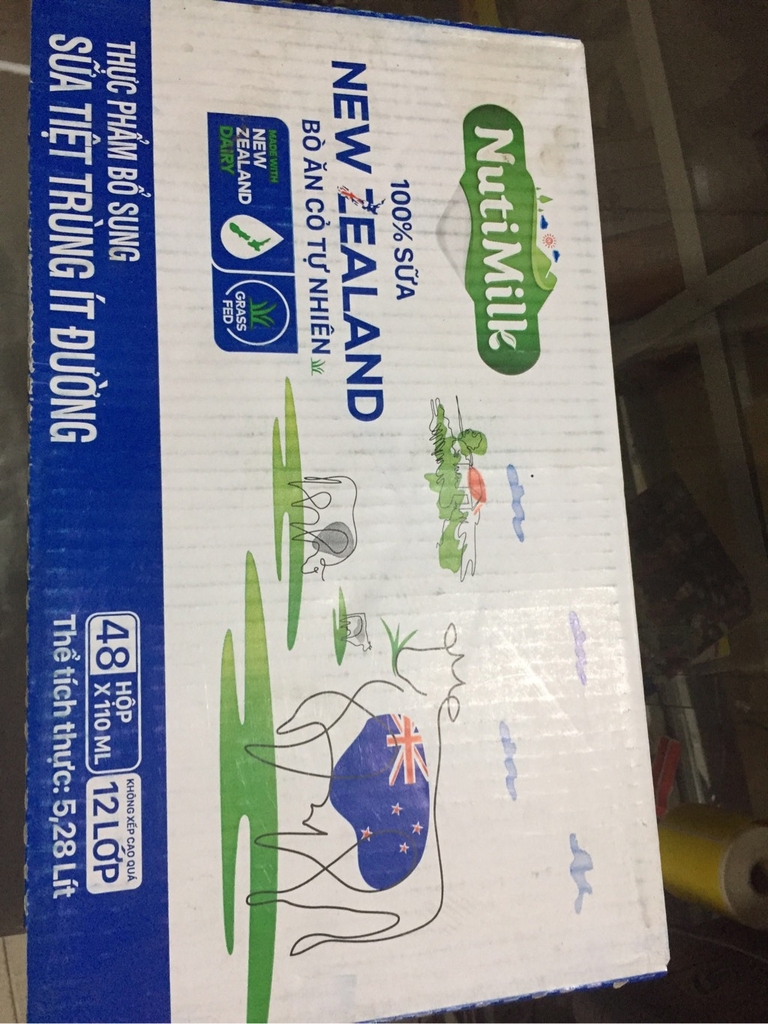 NutiMilk
100% SỮA
NEW ZEALAND
BÒ ĂN CỎ TỰ NHIÊN
MADE WITH
NEW
ZEALAND
DAIRY
GRASS
FED
THỰC PHẨM BỔ SUNG
SỮA TIỆT TRÙNG ÍT ĐƯỜNG
48 HỘP
X 110 ML
KHÔNG XẾP CAO QUÁ
12 LỚP
Thể tích thực: 5,28 Lít